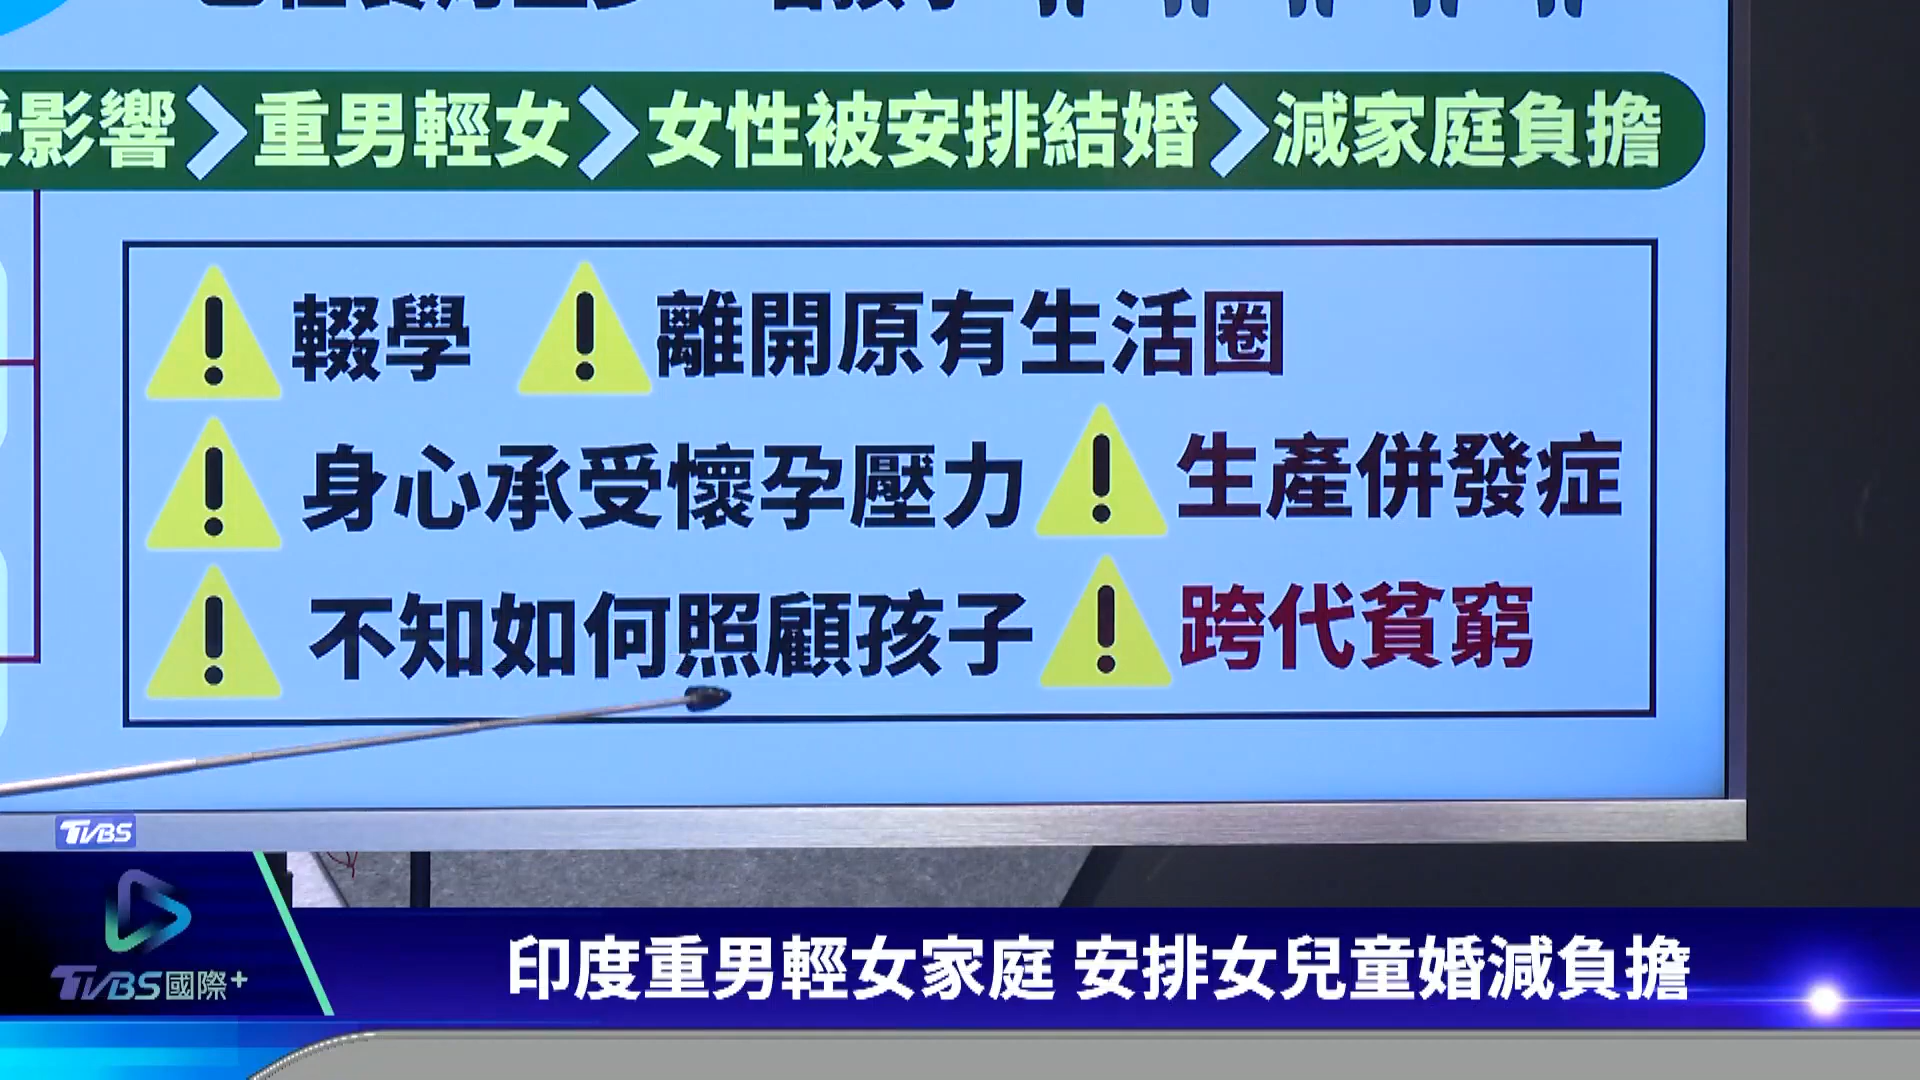 影響＞重男輕女＞女性被安排結婚＞減家庭負擔
輟學 離開原有生活圈
身心承受懷孕壓力 生產併發症
不知如何照顧孩子 跨代貧窮
TVBS
TVBS國際+
印度重男輕女家庭 安排女兒童婚減負擔